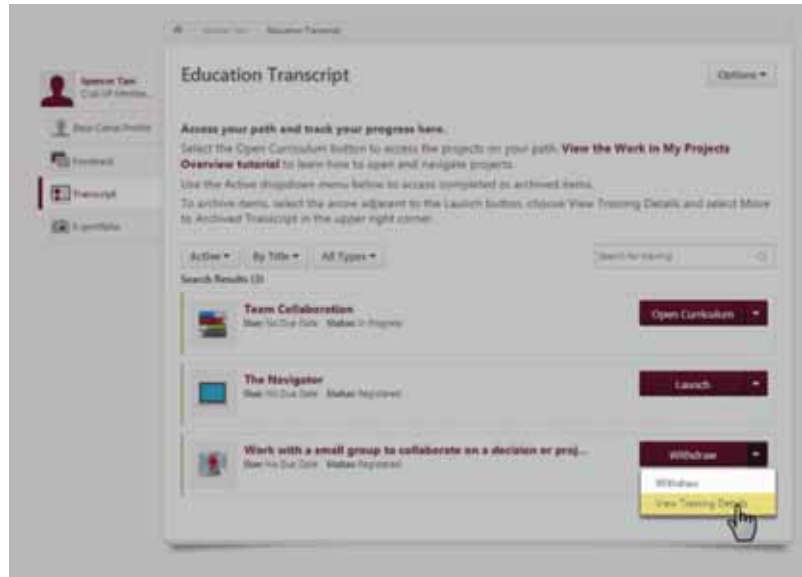 Education Transcript
Education Transcript
Options
Spencer Tam
Base Camp Profile
Feedback
Transcript
E-portfolio
Access your path and track your progress here.
Select the Open Curriculum button to access the projects on your path. View the Work in My Projects
Overview tutorial to learn how to open and navigate projects.
Use the Active dropdown menu below to access completed or archived items.
To archive items, select the arrow adjacent to the Launch button, choose View Training Details and select Move
to Archived Transcript in the upper right corner.
Active By Title All Types Search for training
Search Results (3)
Team Collaboration
Due: No Due Date Status: In Progress
Open Curriculum
The Navigator
Due: No Due Date Status: Registered
Launch
Work with a small group to collaborate on a decision or proj...
Due: No Due Date Status: Registered
Withdraw
Withdraw
View Training Details